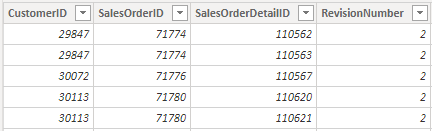 CustomerID SalesOrderID SalesOrderDetailID RevisionNumber
29847 71774 110562 2
29847 71774 110563 2
30072 71776 110567 2
30113 71780 110620 2
30113 71780 110621 2